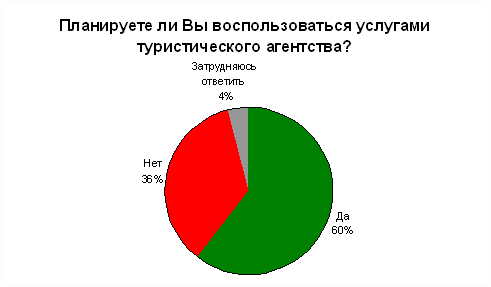 Планируете ли Вы воспользоваться услугами
туристического агентства?
Затрудняюсь
ответить
4%
Нет
36%
Да
60%